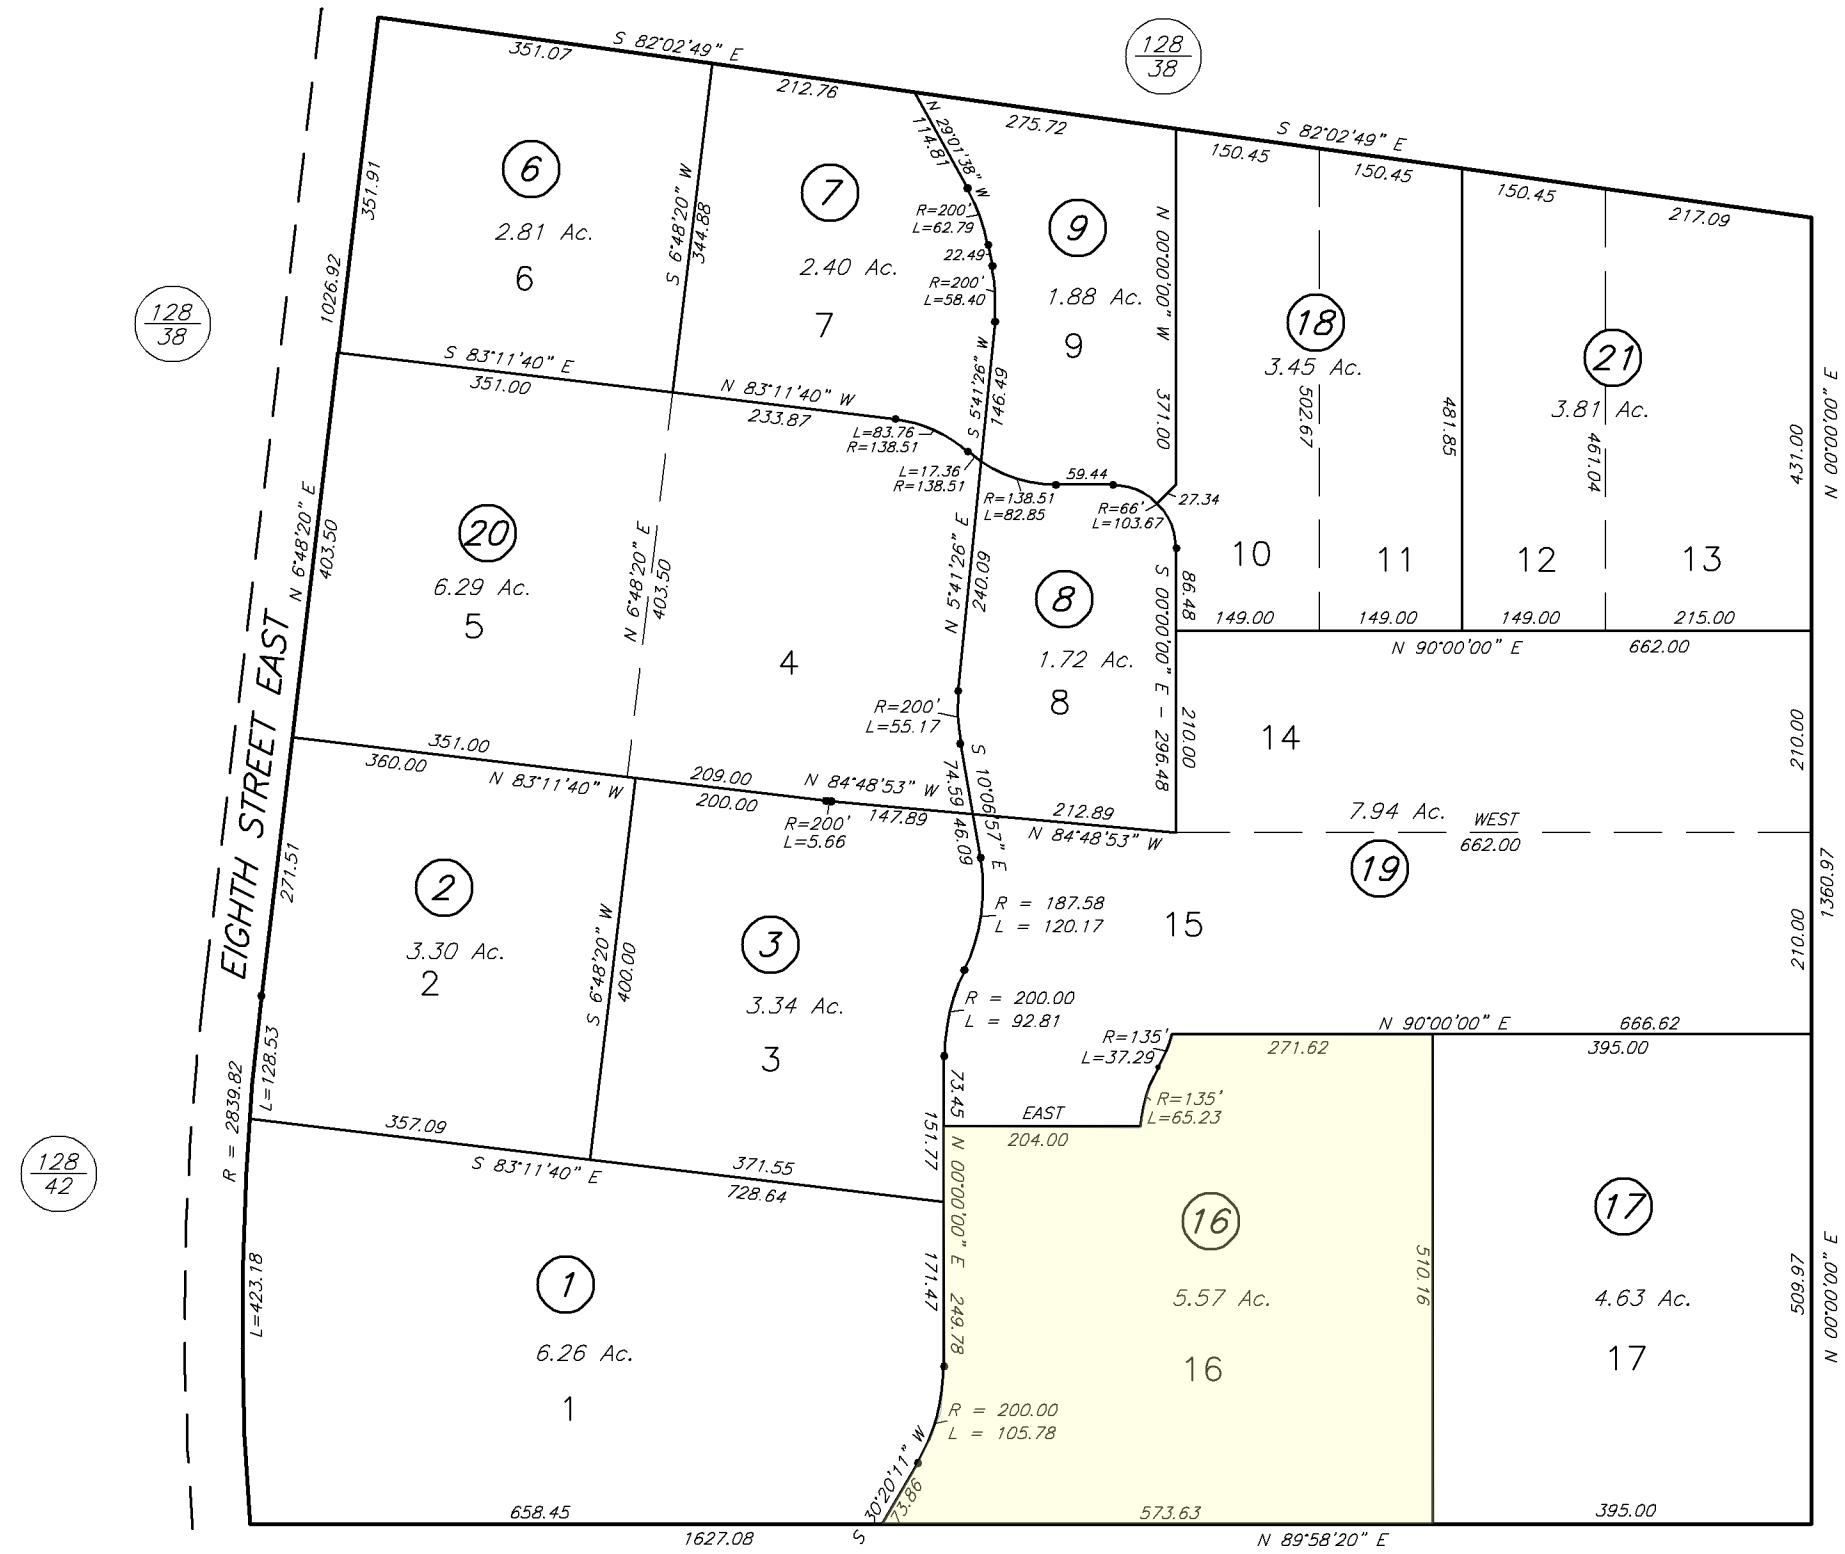 S 82°02'49" E
351.07
212.76
128
38
275.72
S 82°02'49" E
150.45
150.45
150.45
217.09
N 29°01'38" W
114.81
6
2.81 Ac.
6
351.91
1026.92
S 6°48'20" W
344.88
7
2.40 Ac.
7
R=200'
L=62.79
22.49
R=200'
L=58.40
9
1.88 Ac.
9
N 00°00'00" W
371.00
18
3.45 Ac.
502.67
481.85
21
3.81 Ac.
461.04
431.00
N 00°00'00" E
128
38
S 83°11'40" E
351.00
N 83°11'40" W
233.87
S 5°41'26" W
146.49
L=83.76
R=138.51
L=17.36
R=138.51
R=138.51
L=82.85
59.44
R=66'
L=103.67
27.34
N 6°48'20" E
403.50
20
6.29 Ac.
5
N 6°48'20" E
403.50
4
N 5°41'26" E
240.09
8
1.72 Ac.
8
S 00°00'00" E - 296.48
86.48
210.00
10
11
12
13
149.00
149.00
149.00
215.00
N 90°00'00" E
662.00
14
210.00
EIGHTH STREET EAST
R=200'
L=55.17
S 10°06'57" E
74.59
46.09
351.00
360.00
N 83°11'40" W
209.00
200.00
N 84°48'53" W
147.89
R=200'
L=5.66
212.89
N 84°48'53" W
7.94 Ac.
WEST
662.00
19
1360.97
271.51
2
3.30 Ac.
2
S 6°48'20" W
400.00
3
3.34 Ac.
3
R = 187.58
L = 120.17
15
210.00
R = 200.00
L = 92.81
R=135'
L=37.29
N 90°00'00" E
666.62
271.62
395.00
R = 2839.82
L=128.53
73.45
151.77
EAST
204.00
R=135'
L=65.23
128
42
357.09
S 83°11'40" E
371.55
728.64
N 00°00'00" E
249.78
171.47
16
5.57 Ac.
16
510.16
17
4.63 Ac.
17
509.97
N 00°00'00" E
L=423.18
1
6.26 Ac.
1
R = 200.00
L = 105.78
S 30°20'11" W
73.86
658.45
1627.08
573.63
N 89°58'20" E
395.00